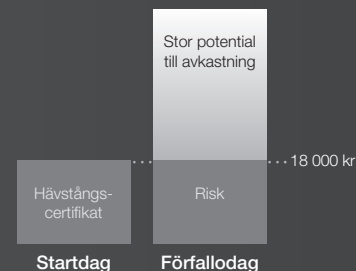 Stor potential
till avkastning
18 000 kr
Hävstångs-
certifikat
Risk
Startdag
Förfallodag